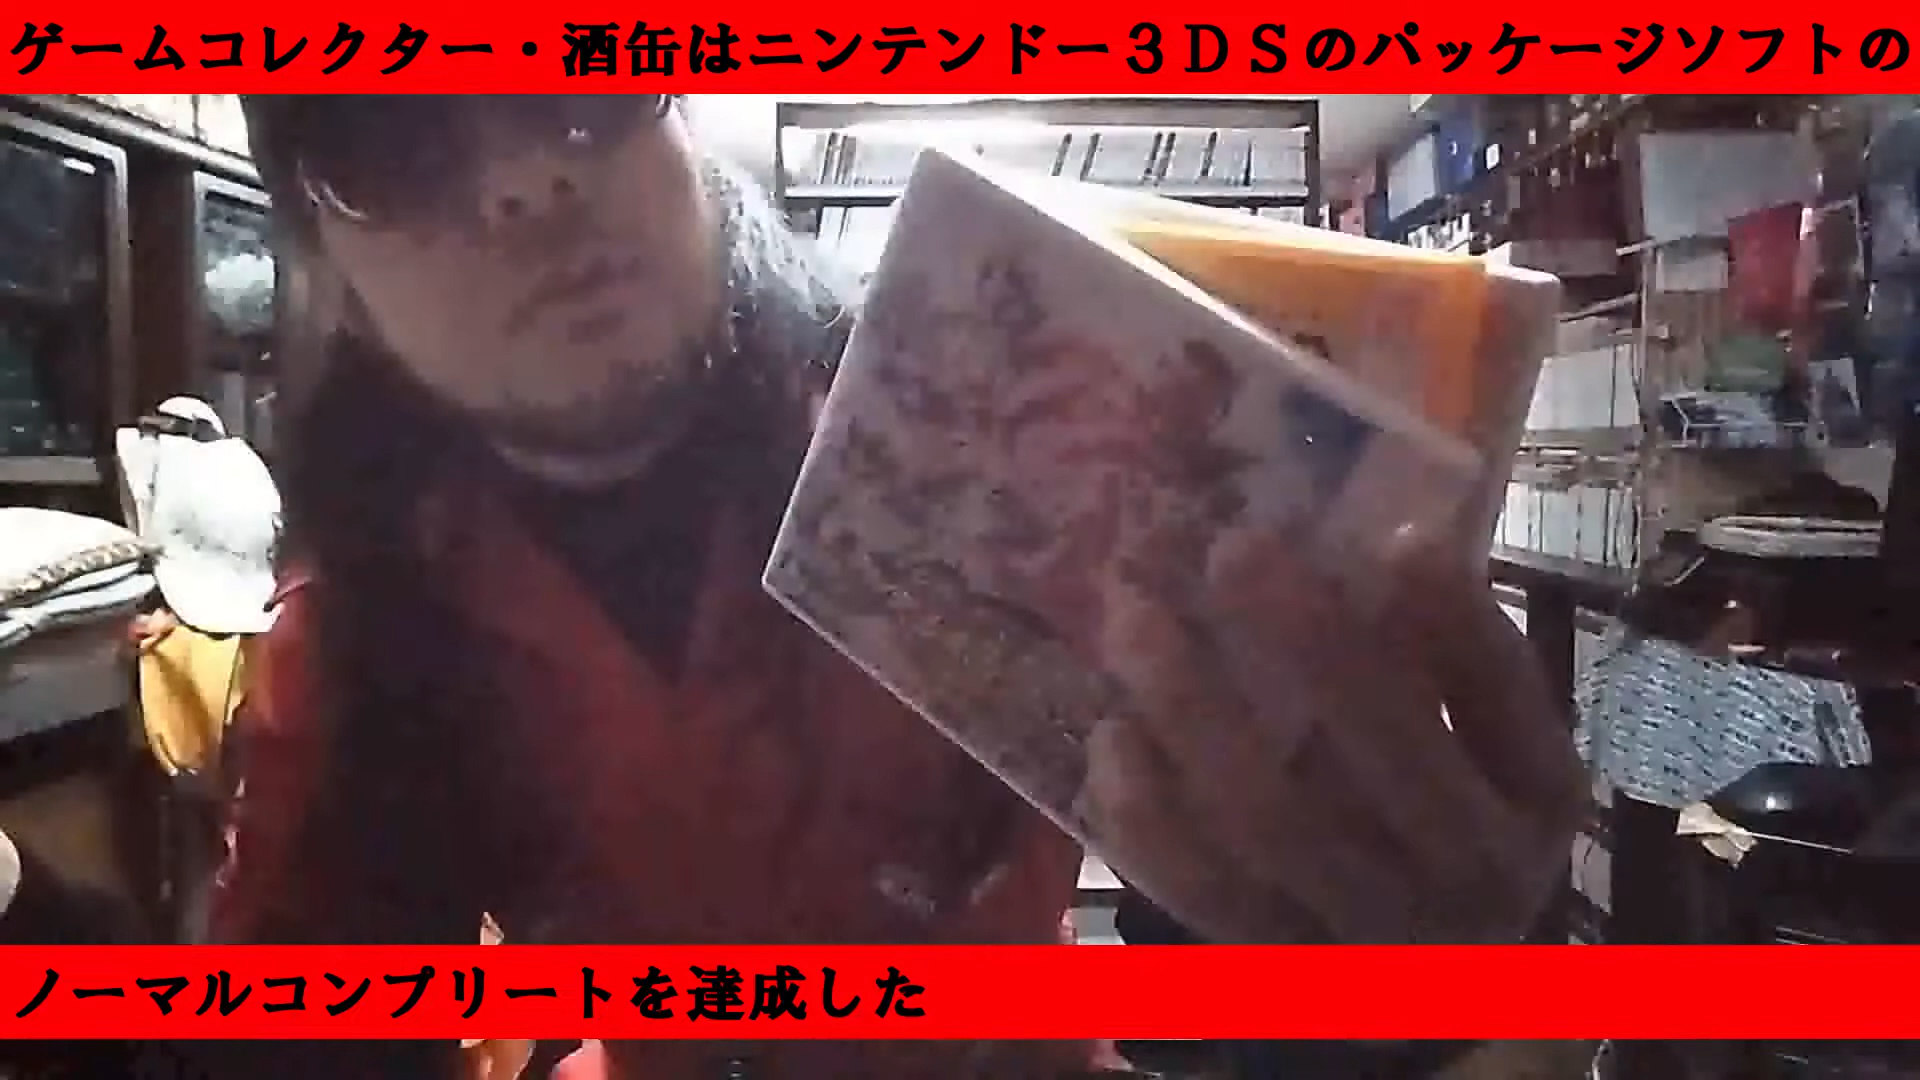 ゲームコレクター・酒缶はニンテンドー３ＤＳのパッケージソフトの
ノーマルコンプリートを達成した